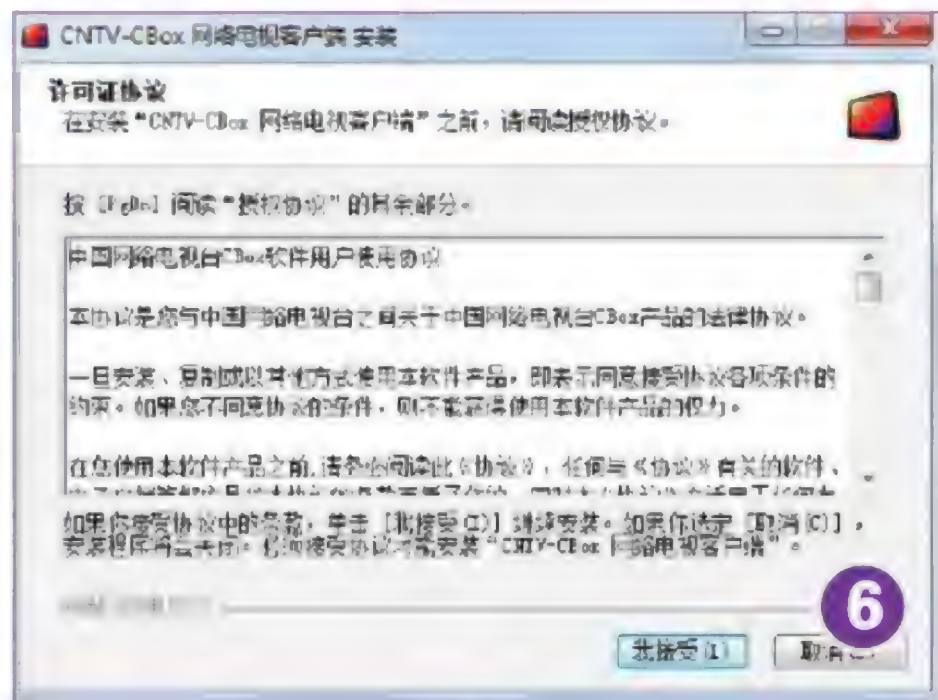 CNTV-CBox 网络电视客户端 安装
许可证协议
在安装“CNTV-CBox 网络电视客户端”之前，请阅读授权协议。
按 [PgDn] 阅读“授权协议”的其余部分。
中国网络电视台CBox软件用户使用协议
本协议是您与中国网络电视台之间关于中国网络电视台CBox产品的法律协议。
一旦安装、复制或以其他方式使用本软件产品，即表示同意接受协议各项条件的
约束。如果您不同意协议的条件，则不能获得使用本软件产品的权力。
在您使用本软件产品之前,请务必阅读此《协议》，任何与《协议》有关的软件、
如果你接受协议中的条款，单击 [我接受(I)] 继续安装。如果你选定 [取消(C)] ，
安装程序将会关闭。必须接受协议才能安装“CNTV-CBox 网络电视客户端”。
6
我接受(I)
取消